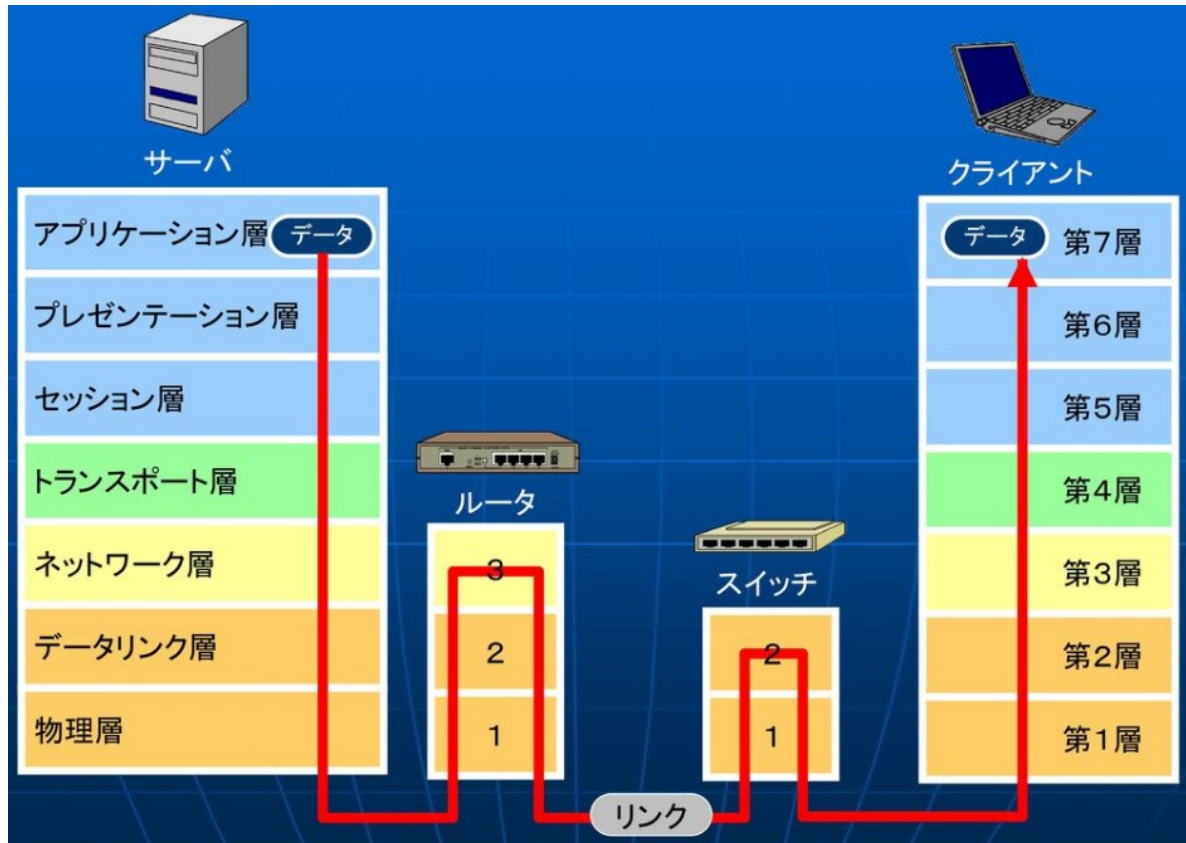 サーバ
クライアント
アプリケーション層
データ
データ
第7層
プレゼンテーション層
第6層
セッション層
第5層
トランスポート層
第4層
ルータ
ネットワーク層
3
スイッチ
第3層
データリンク層
2
2
第2層
物理層
1
1
第1層
リンク